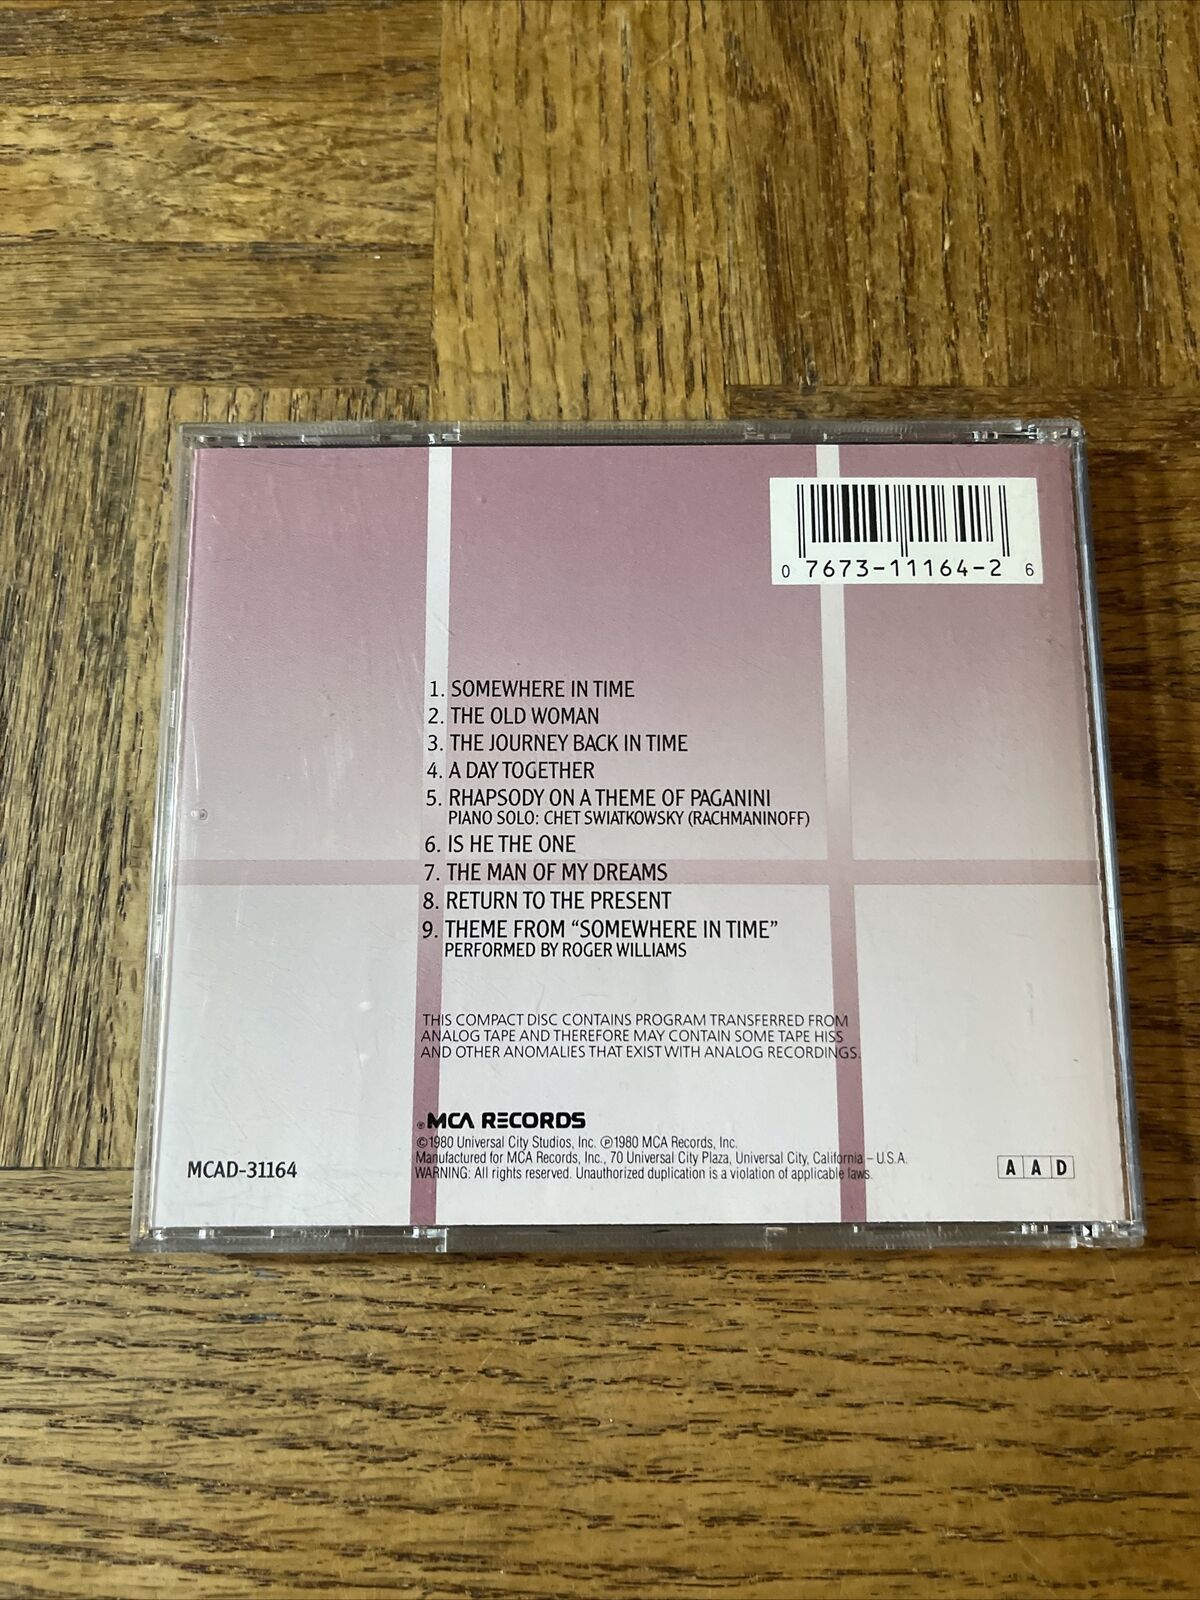 0 7673-11164-2 6
1. SOMEWHERE IN TIME
2. THE OLD WOMAN
3. THE JOURNEY BACK IN TIME
4. A DAY TOGETHER
5. RHAPSODY ON A THEME OF PAGANINI
PIANO SOLO: CHET SWIATKOWSKY (RACHMANINOFF)
6. IS HE THE ONE
7. THE MAN OF MY DREAMS
8. RETURN TO THE PRESENT
9. THEME FROM “SOMEWHERE IN TIME”
PERFORMED BY ROGER WILLIAMS
THIS COMPACT DISC CONTAINS PROGRAM TRANSFERRED FROM
ANALOG TAPE AND THEREFORE MAY CONTAIN SOME TAPE HISS
AND OTHER ANOMALIES THAT EXIST WITH ANALOG RECORDINGS.
®MCA RECORDS
©1980 Universal City Studios, Inc. ℗1980 MCA Records, Inc.
Manufactured for MCA Records, Inc., 70 Universal City Plaza, Universal City, California – U.S.A.
WARNING: All rights reserved. Unauthorized duplication is a violation of applicable laws.
MCAD-31164
A A D